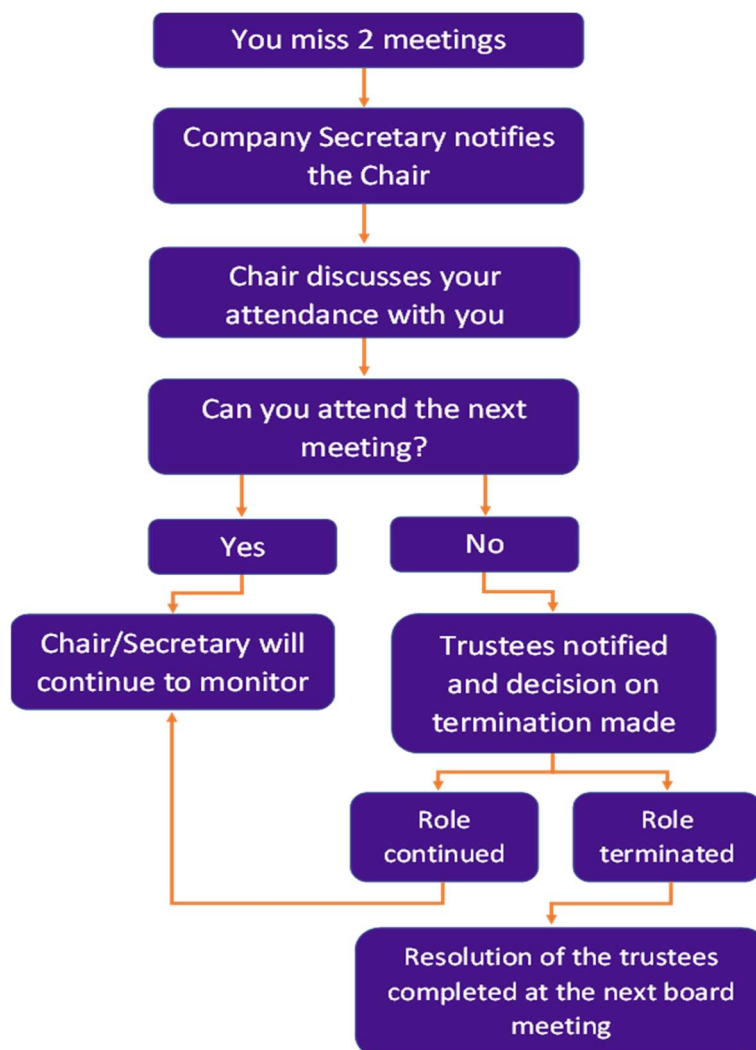 You miss 2 meetings
Company Secretary notifies
the Chair
Chair discusses your
attendance with you
Can you attend the next
meeting?
Yes
No
Chair/Secretary will
continue to monitor
Trustees notified
and decision on
termination made
Role
continued
Role
terminated
Resolution of the trustees
completed at the next board
meeting